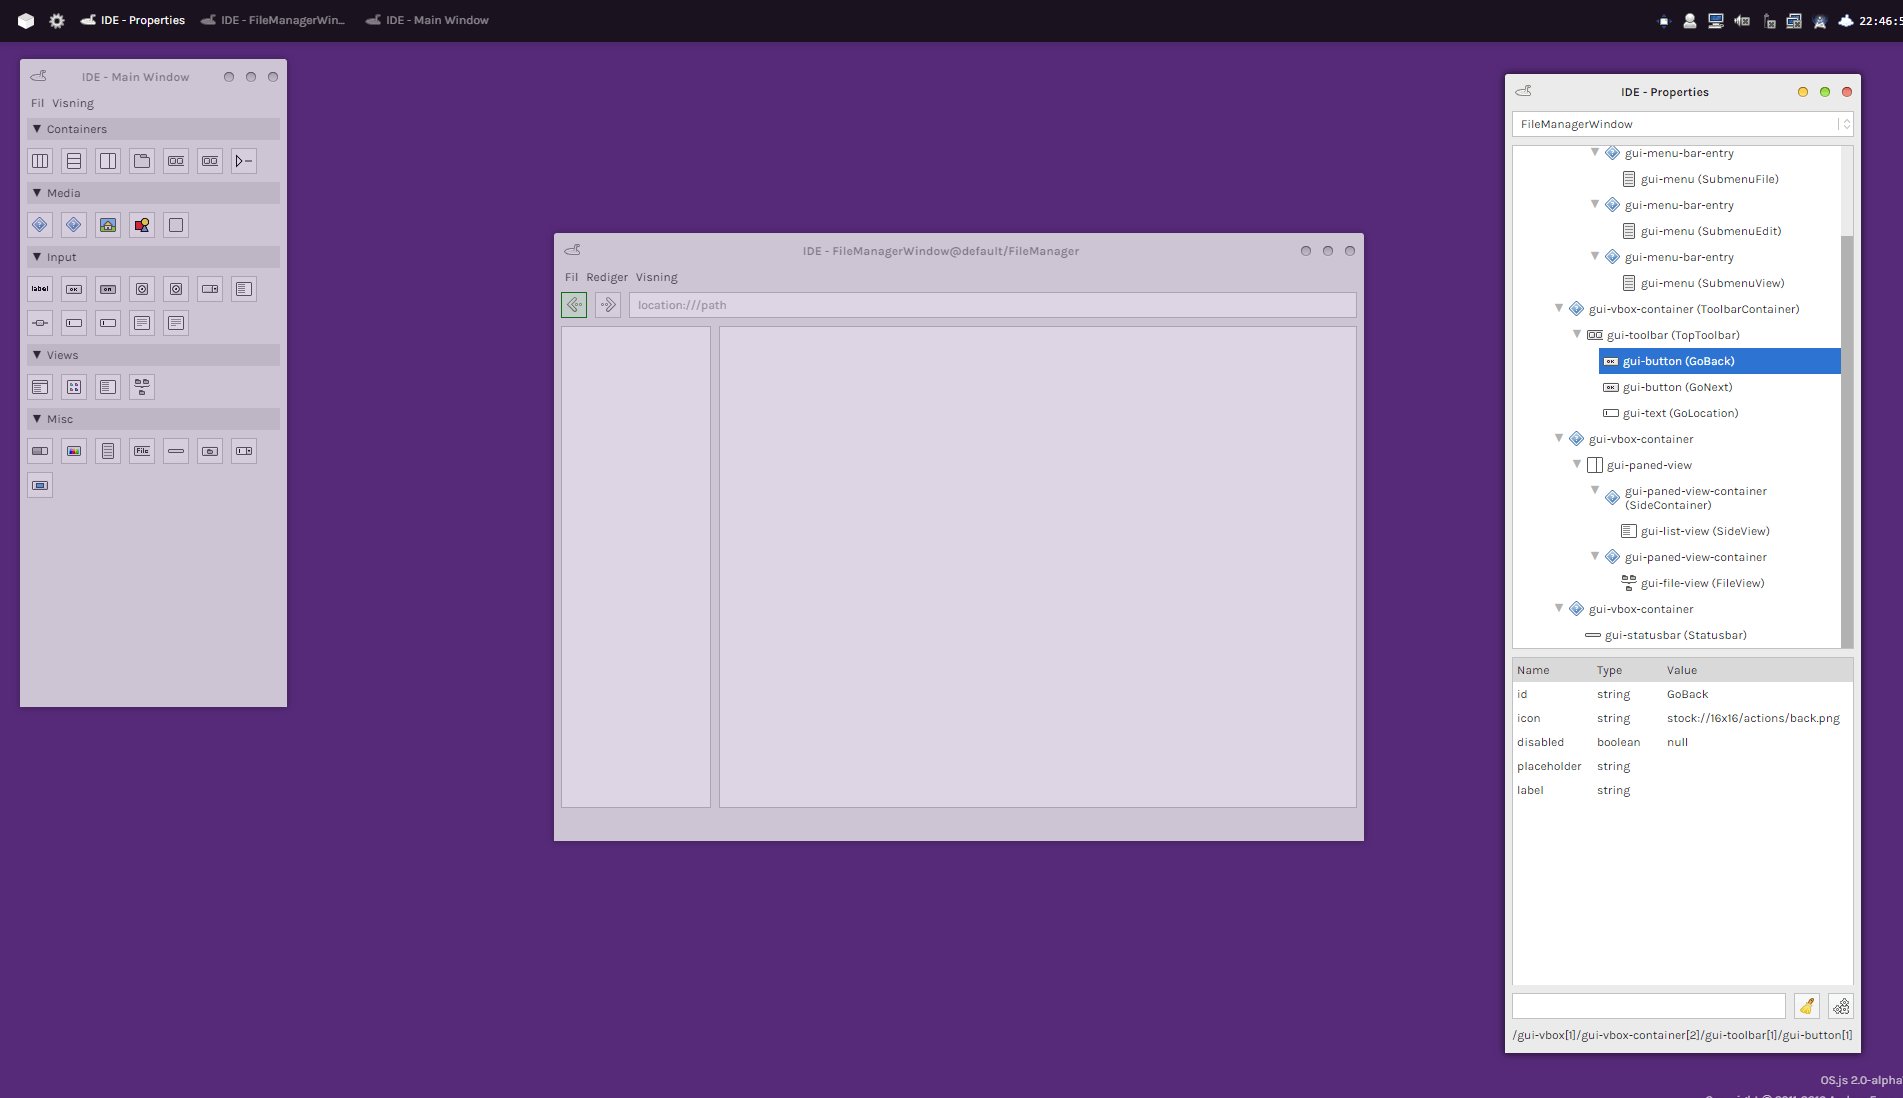 IDE - Properties IDE - FileManagerWin... IDE - Main Window 22:46:5
IDE - Main Window
Fil Visning
Containers
Media
Input
label OK
Views
Misc
File
IDE - FileManagerWindow@default/FileManager
Fil Rediger Visning
location:///path
IDE - Properties
FileManagerWindow
gui-menu-bar-entry
gui-menu (SubmenuFile)
gui-menu-bar-entry
gui-menu (SubmenuEdit)
gui-menu-bar-entry
gui-menu (SubmenuView)
gui-vbox-container (ToolbarContainer)
gui-toolbar (TopToolbar)
OK gui-button (GoBack)
OK gui-button (GoNext)
gui-text (GoLocation)
gui-vbox-container
gui-paned-view
gui-paned-view-container
(SideContainer)
gui-list-view (SideView)
gui-paned-view-container
gui-file-view (FileView)
gui-vbox-container
gui-statusbar (Statusbar)
Name Type Value
id string GoBack
icon string stock://16x16/actions/back.png
disabled boolean null
placeholder string
label string
/gui-vbox[1]/gui-vbox-container[2]/gui-toolbar[1]/gui-button[1]
OS.js 2.0-alpha